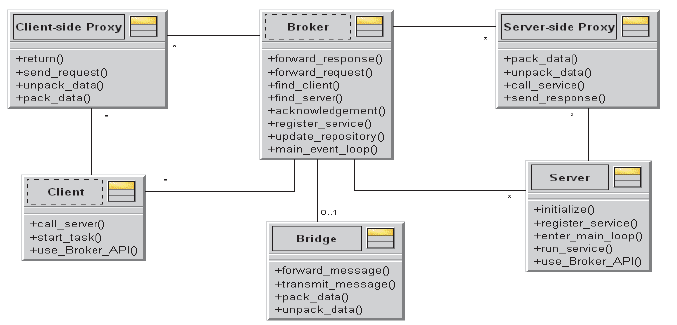 Client-side Proxy
+return()
+send_request()
+unpack_data()
+pack_data()
*
Broker
+forward_response()
+forward_request()
+find_client()
+find_server()
+acknowledgement()
+register_service()
+update_repository()
+main_event_loop()
*
Server-side Proxy
+pack_data()
+unpack_data()
+call_service()
+send_response()
*
*
Client
+call_server()
+start_task()
+use_Broker_API()
*
0..1
Bridge
+forward_message()
+transmit_message()
+pack_data()
+unpack_data()
*
Server
+initialize()
+register_service()
+enter_main_loop()
+run_service()
+use_Broker_API()